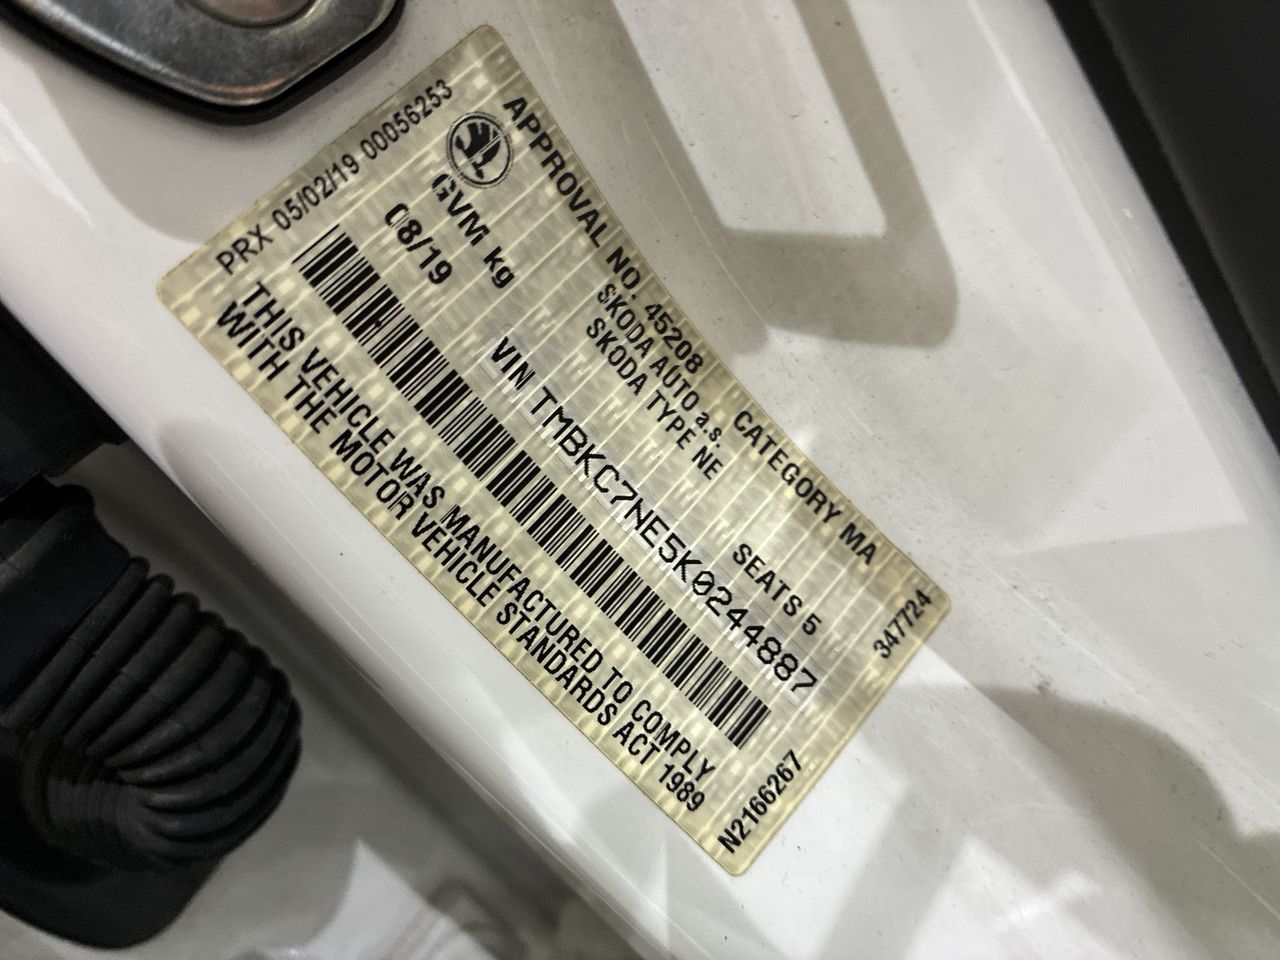 PRX 05/02/19 00056253
APPROVAL NO. 45208 CATEGORY MA
SKODA AUTO a.s.
SKODA TYPE NE
GVM kg
SEATS 5
08/19
VIN TMBKC7NE5K0244887
THIS VEHICLE WAS MANUFACTURED TO COMPLY
WITH THE MOTOR VEHICLE STANDARDS ACT 1989
347724
N2166267